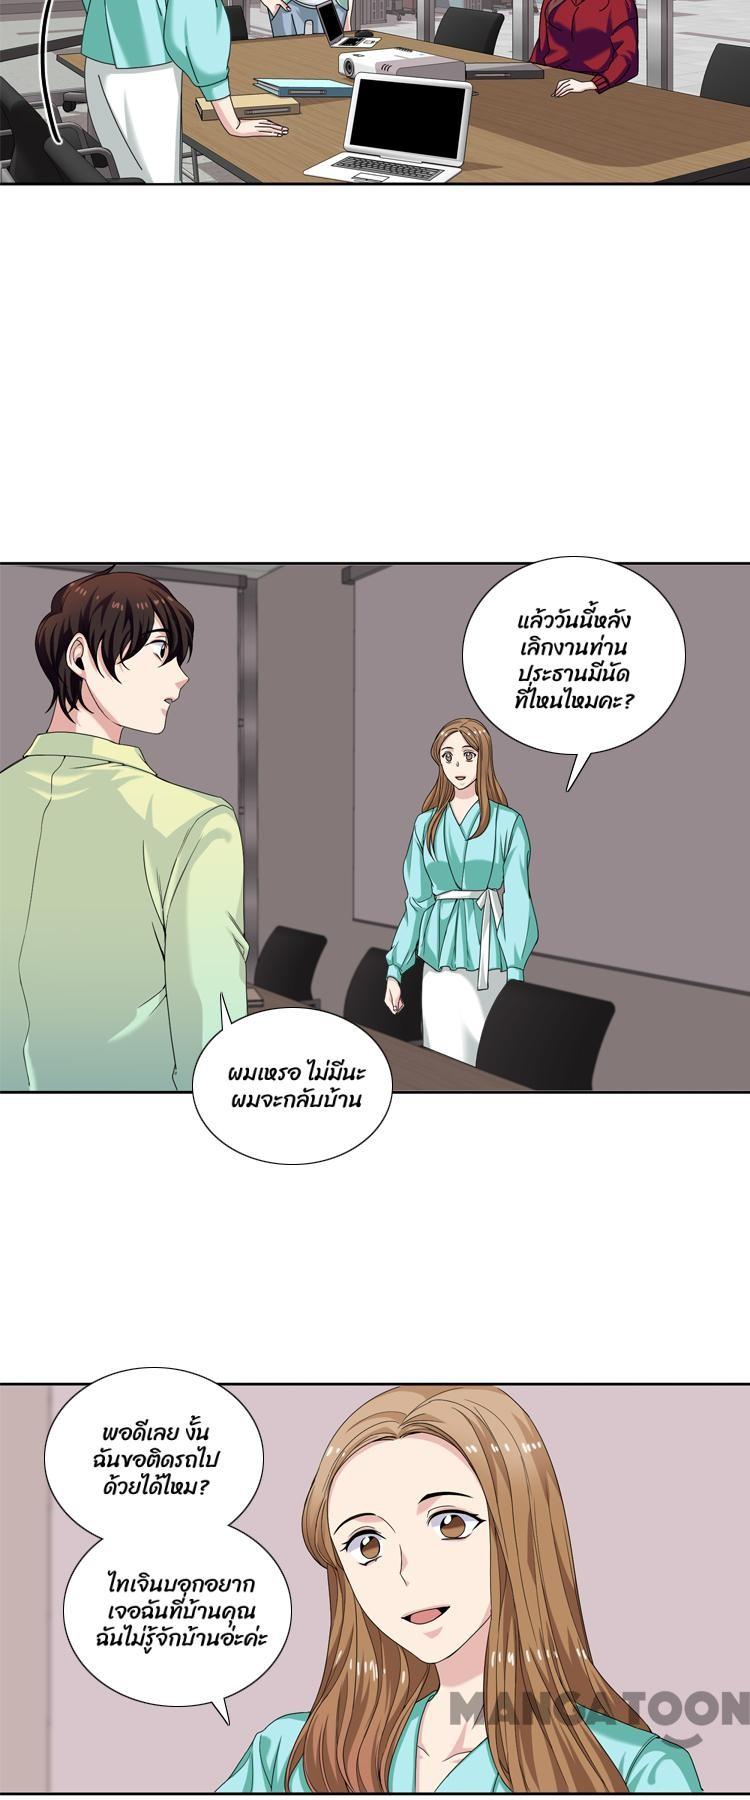 แล้ววันนี้หลัง
เลิกงานท่าน
ประธานมีนัด
ที่ไหนไหมคะ?
ผมเหรอ ไม่มีนะ
ผมจะกลับบ้าน
พอดีเลย งั้น
ฉันขอติดรถไป
ด้วยได้ไหม?
ไทเจินบอกอยาก
เจอฉันที่บ้านคุณ
ฉันไม่รู้จักบ้านอ่ะค่ะ
MANGATOON